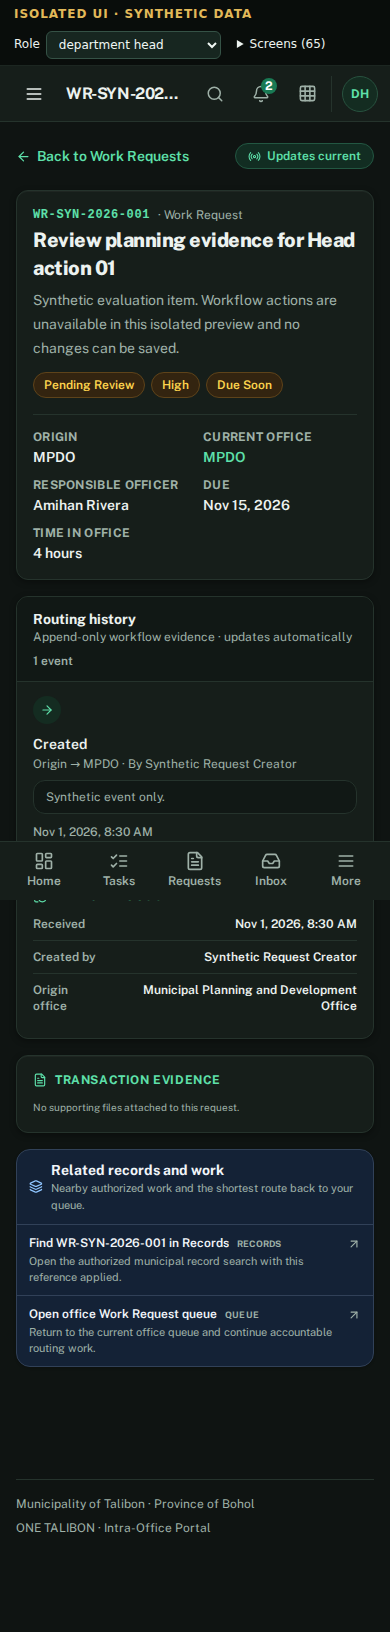 ISOLATED UI · SYNTHETIC DATA
Role department head Screens (65)
WR-SYN-202… 2 DH
Back to Work Requests Updates current
WR-SYN-2026-001 · Work Request
Review planning evidence for Head
action 01
Synthetic evaluation item. Workflow actions are
unavailable in this isolated preview and no
changes can be saved.
Pending Review High Due Soon
ORIGIN CURRENT OFFICE
MPDO MPDO
RESPONSIBLE OFFICER DUE
Amihan Rivera Nov 15, 2026
TIME IN OFFICE
4 hours
Routing history
Append-only workflow evidence · updates automatically
1 event
Created
Origin → MPDO · By Synthetic Request Creator
Synthetic event only.
Nov 1, 2026, 8:30 AM
Home Tasks Requests Inbox More
Received Nov 1, 2026, 8:30 AM
Created by Synthetic Request Creator
Origin Municipal Planning and Development
office Office
TRANSACTION EVIDENCE
No supporting files attached to this request.
Related records and work
Nearby authorized work and the shortest route back to your
queue.
Find WR-SYN-2026-001 in Records RECORDS
Open the authorized municipal record search with this
reference applied.
Open office Work Request queue QUEUE
Return to the current office queue and continue accountable
routing work.
Municipality of Talibon · Province of Bohol
ONE TALIBON · Intra-Office Portal